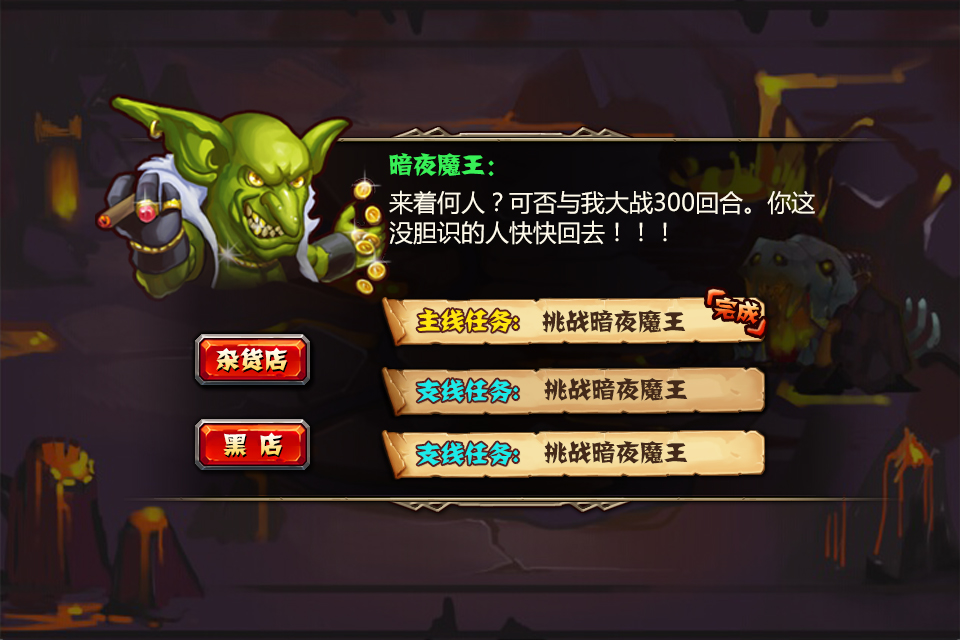 暗夜魔王：
来着何人？可否与我大战300回合。你这
没胆识的人快快回去！！！
主线任务： 挑战暗夜魔王 完成
杂货店
支线任务： 挑战暗夜魔王
黑 店
支线任务： 挑战暗夜魔王